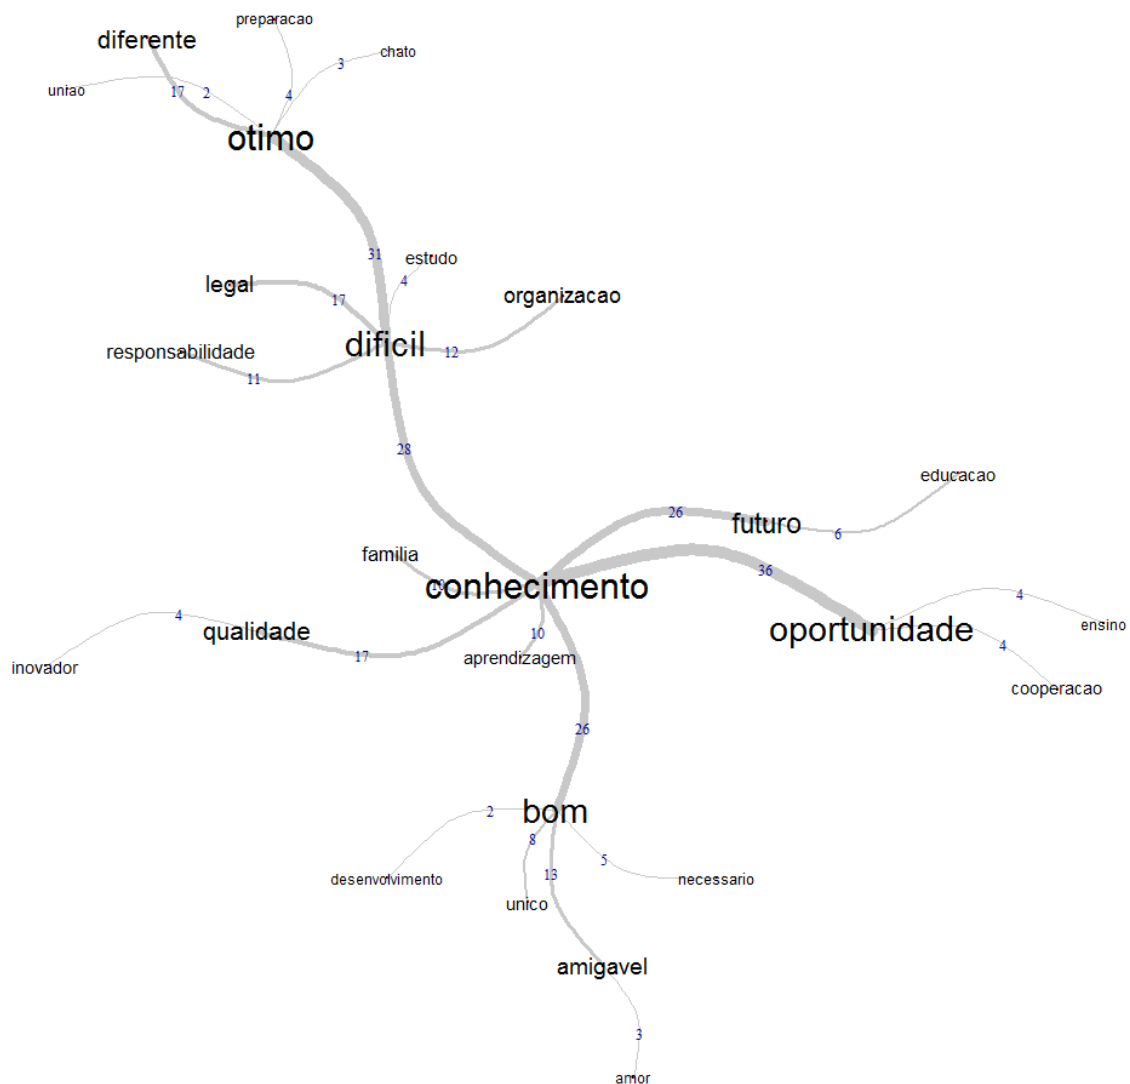 preparacao
diferente
chato
3
uniao
17
2
4
otimo
31
estudo
4
legal
17
organizacao
dificil
12
responsabilidade
11
28
educacao
26
futuro
6
familia
36
10
conhecimento
4
4
ensino
qualidade
10
oportunidade
4
17
aprendizagem
inovador
cooperacao
26
2
bom
8
5
13
desenvolvimento
necessario
unico
amigavel
3
amor